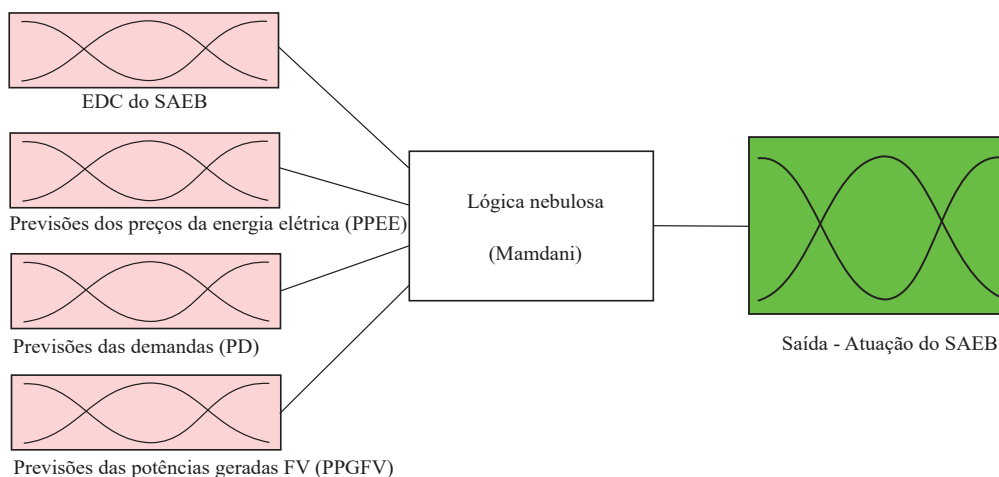 EDC do SAEB
Previsões dos preços da energia elétrica (PPEE)
Lógica nebulosa
(Mamdani)
Previsões das demandas (PD)
Saída - Atuação do SAEB
Previsões das potências geradas FV (PPGFV)